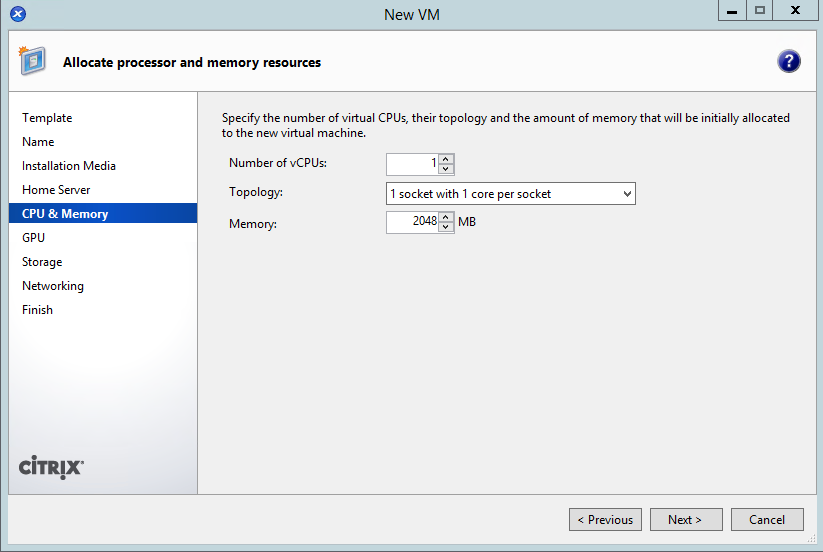 New VM
Allocate processor and memory resources
?
Template
Name
Installation Media
Home Server
CPU & Memory
GPU
Storage
Networking
Finish
CITRIX
Specify the number of virtual CPUs, their topology and the amount of memory that will be initially allocated
to the new virtual machine.
Number of vCPUs: 1
Topology: 1 socket with 1 core per socket
Memory: 2048 MB
< Previous Next > Cancel